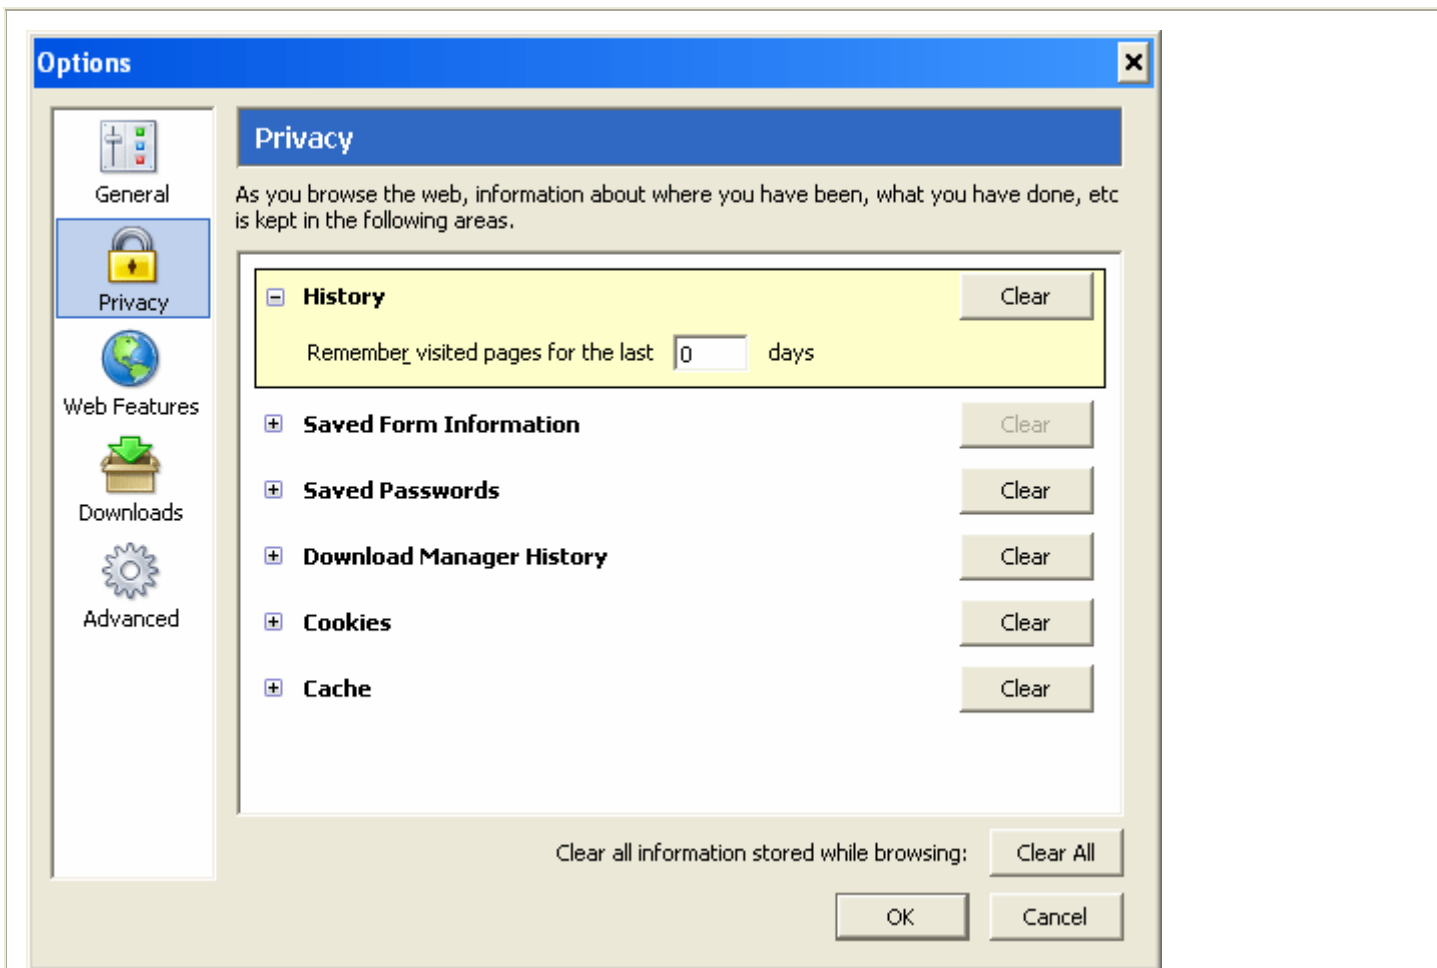 Options
General
Privacy
Web Features
Downloads
Advanced
Privacy
As you browse the web, information about where you have been, what you have done, etc
is kept in the following areas.
History Clear
Remember visited pages for the last 0 days
Saved Form Information Clear
Saved Passwords Clear
Download Manager History Clear
Cookies Clear
Cache Clear
Clear all information stored while browsing: Clear All
OK Cancel